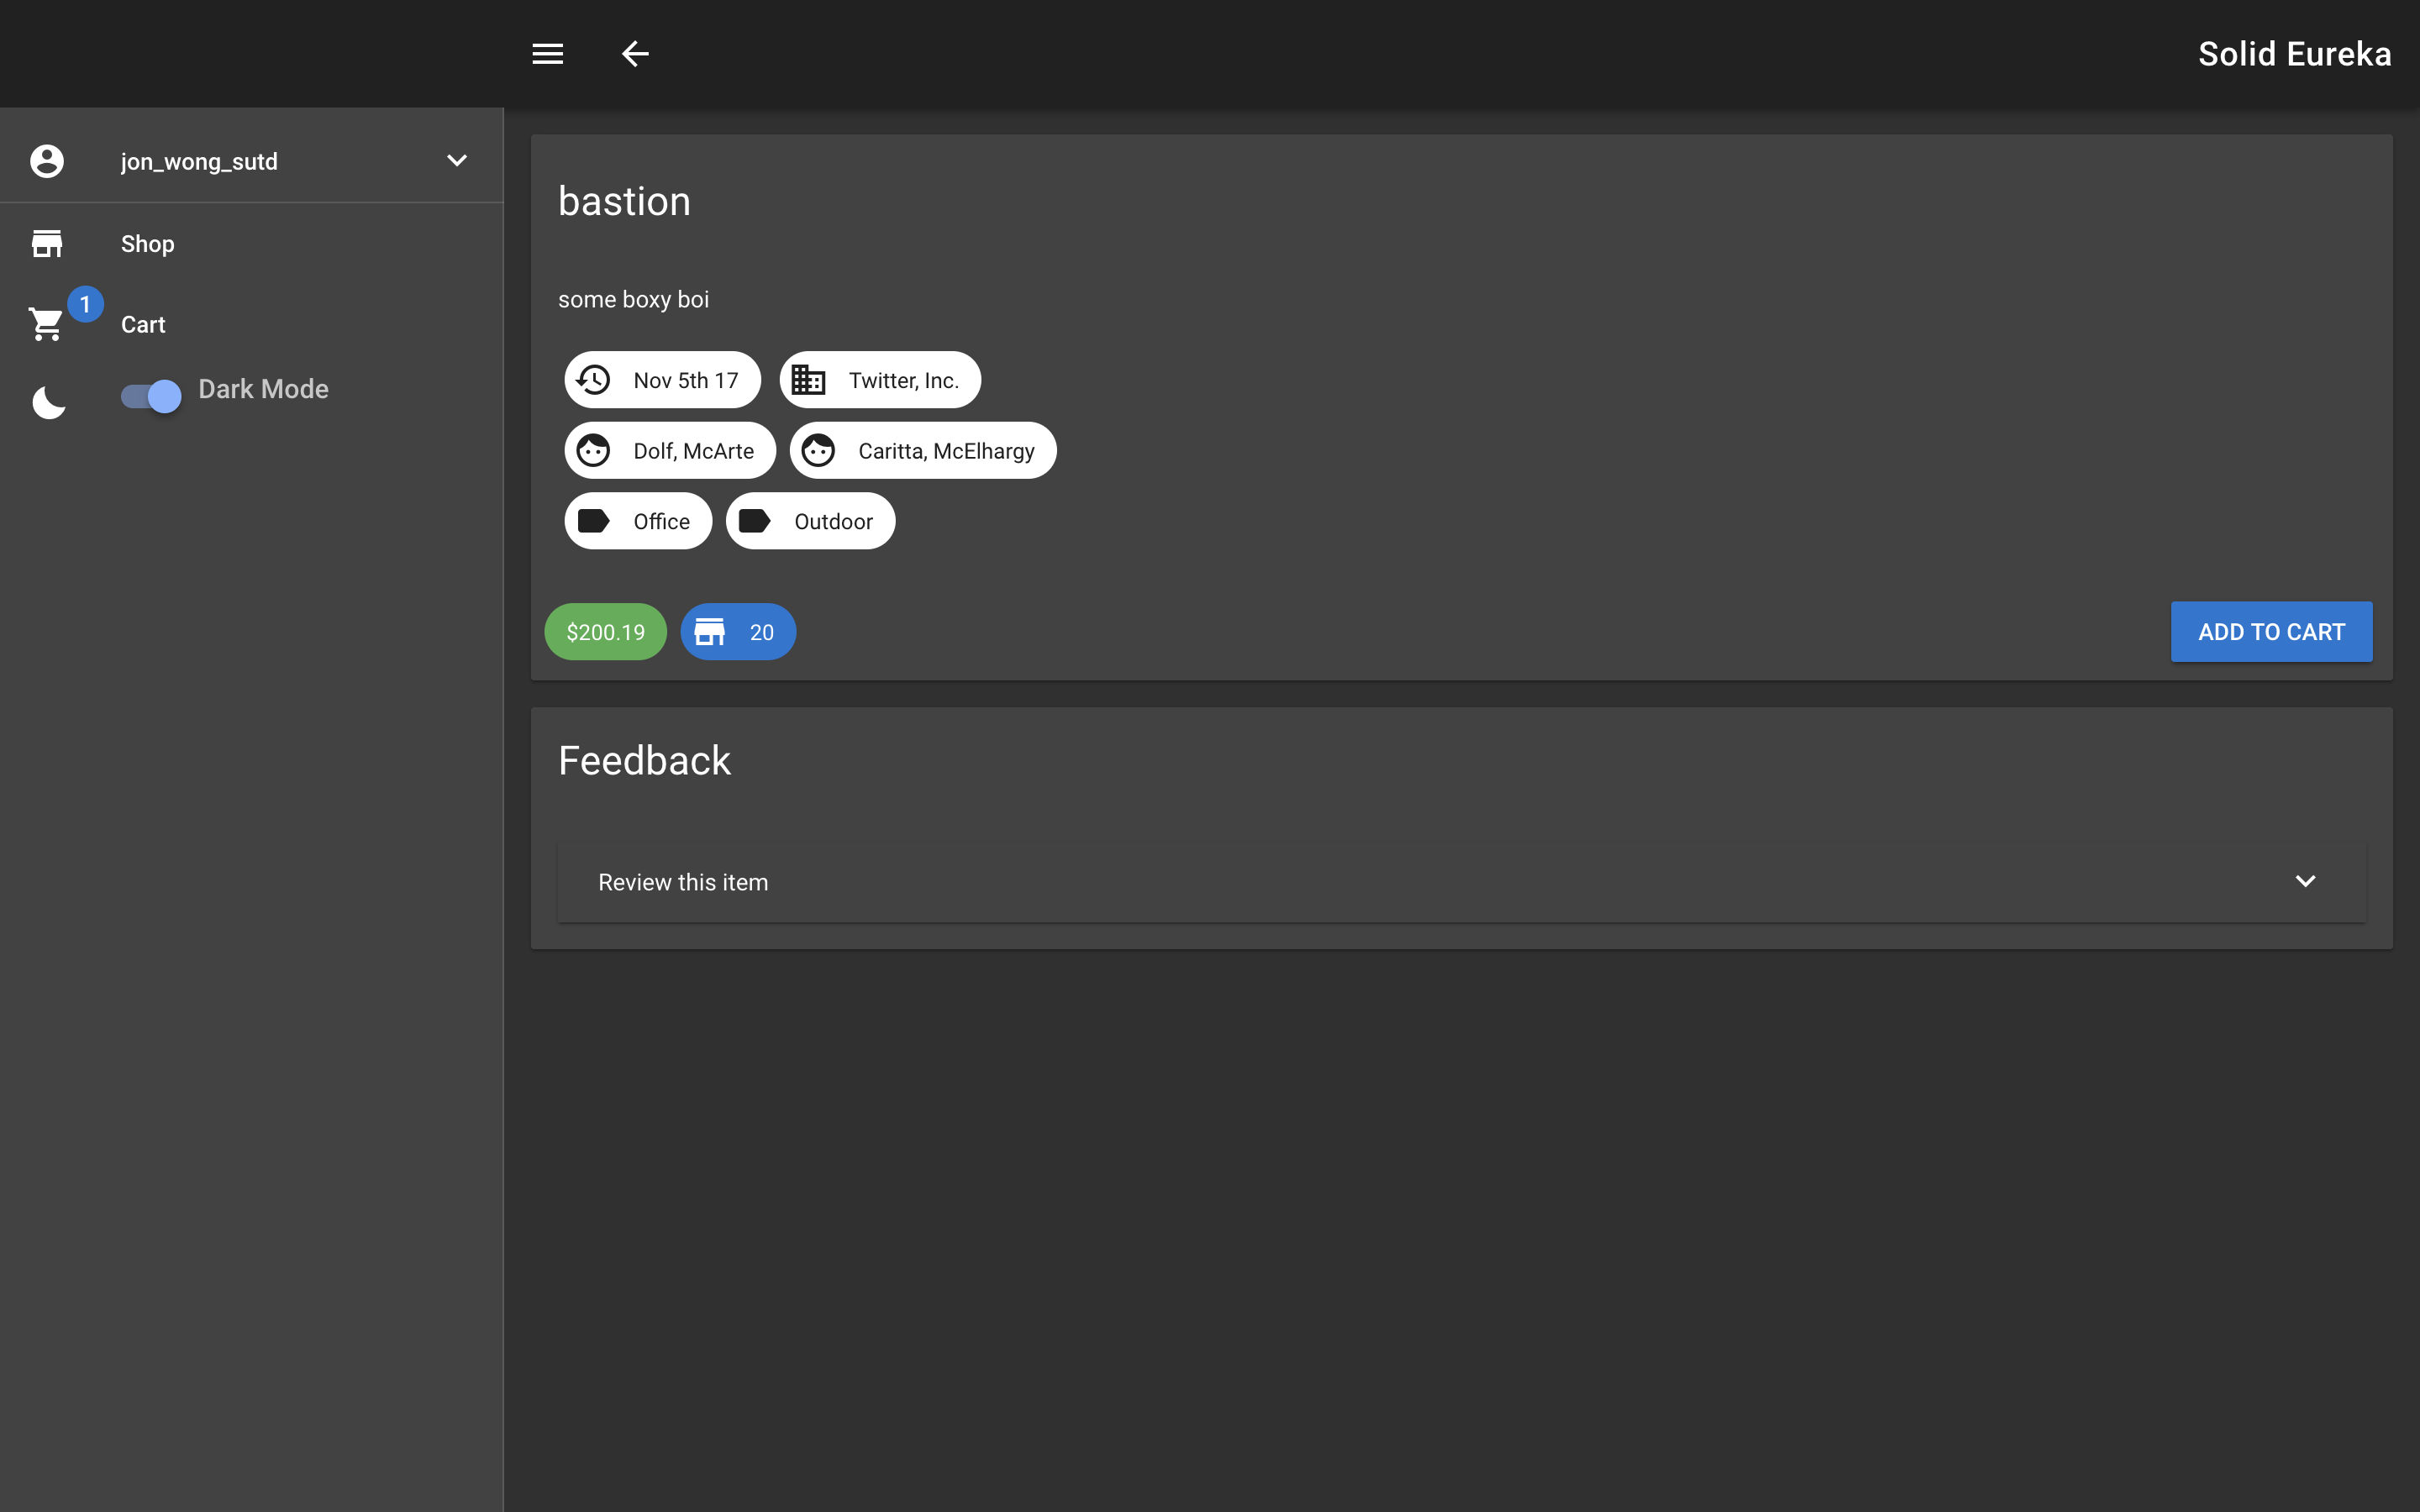 Solid Eureka
jon_wong_sutd
Shop
1
Cart
Dark Mode
bastion
some boxy boi
Nov 5th 17
Twitter, Inc.
Dolf, McArte
Caritta, McElhargy
Office
Outdoor
$200.19
20
ADD TO CART
Feedback
Review this item